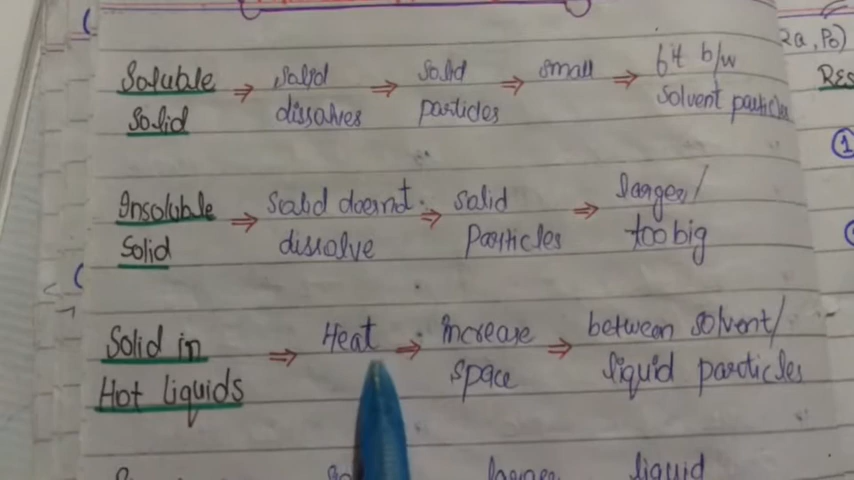 Soluble Solid ⇒ Solid dissolves ⇒ Solid particles ⇒ small ⇒ fit b/w solvent particles
Insoluble Solid ⇒ Solid doesnot dissolve ⇒ solid Particles ⇒ larger/ too big
Solid in Hot liquids ⇒ Heat ⇒ increase space ⇒ between solvent/ liquid particles
larger liquid